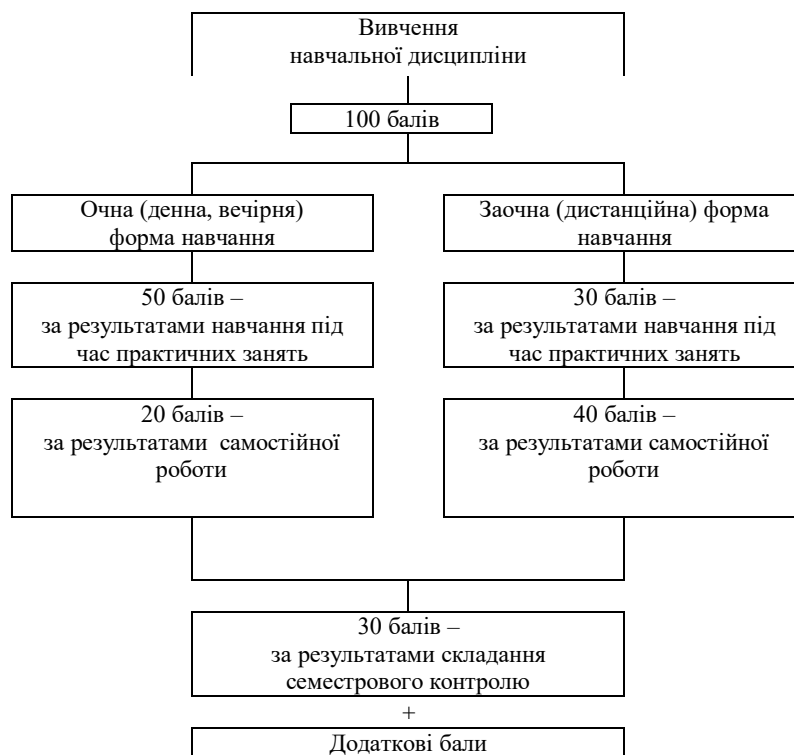 Вивчення
навчальної дисципліни
100 балів
Очна (денна, вечірня)
форма навчання
Заочна (дистанційна) форма
навчання
50 балів –
за результатами навчання під
час практичних занять
30 балів –
за результатами навчання під
час практичних занять
20 балів –
за результатами самостійної
роботи
40 балів –
за результатами самостійної
роботи
30 балів –
за результатами складання
семестрового контролю
+
Додаткові бали